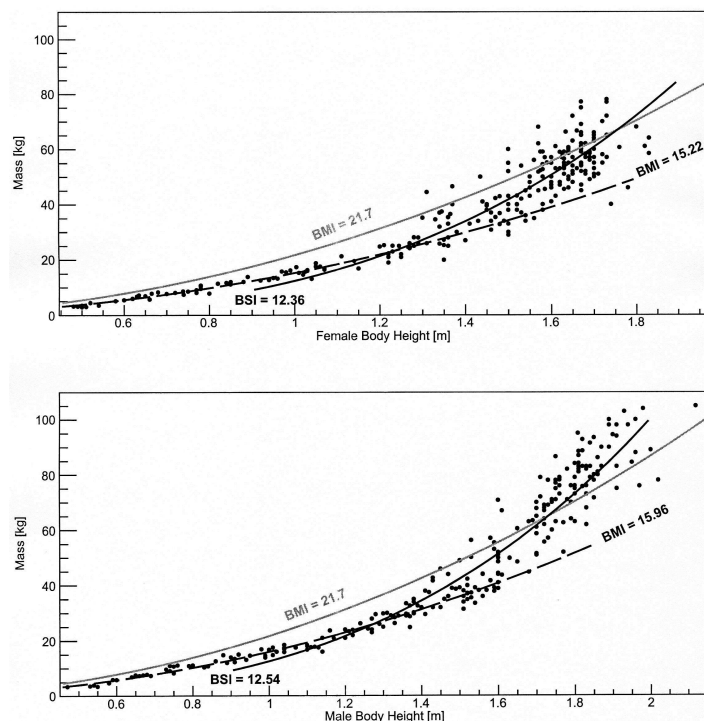 100
80
60
40
20
0
Mass [kg]
BMI = 21.7
BMI = 15.22
BSI = 12.36
0.6 0.8 1 1.2 1.4 1.6 1.8
Female Body Height [m]
100
80
60
40
20
0
Mass [kg]
BMI = 21.7
BMI = 15.96
BSI = 12.54
0.6 0.8 1 1.2 1.4 1.6 1.8 2
Male Body Height [m]